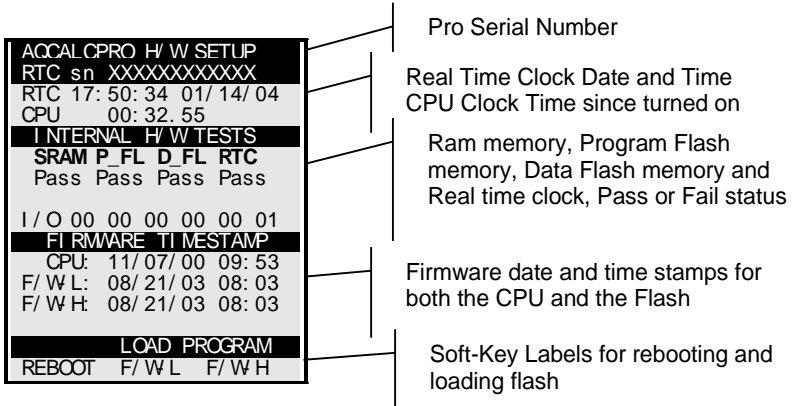 AQCALCPRO H/W SETUP
RTC sn XXXXXXXXXXXX
RTC 17:50:34 01/14/04
CPU 00:32.55
INTERNAL H/W TESTS
SRAM P_FL D_FL RTC
Pass Pass Pass Pass
I/O 00 00 00 00 00 01
FIRMWARE TIMESTAMP
CPU: 11/07/00 09:53
F/W-L: 08/21/03 08:03
F/W-H: 08/21/03 08:03
LOAD PROGRAM
REBOOT F/W-L F/W-H
Pro Serial Number
Real Time Clock Date and Time
CPU Clock Time since turned on
Ram memory, Program Flash
memory, Data Flash memory and
Real time clock, Pass or Fail status
Firmware date and time stamps for
both the CPU and the Flash
Soft-Key Labels for rebooting and
loading flash